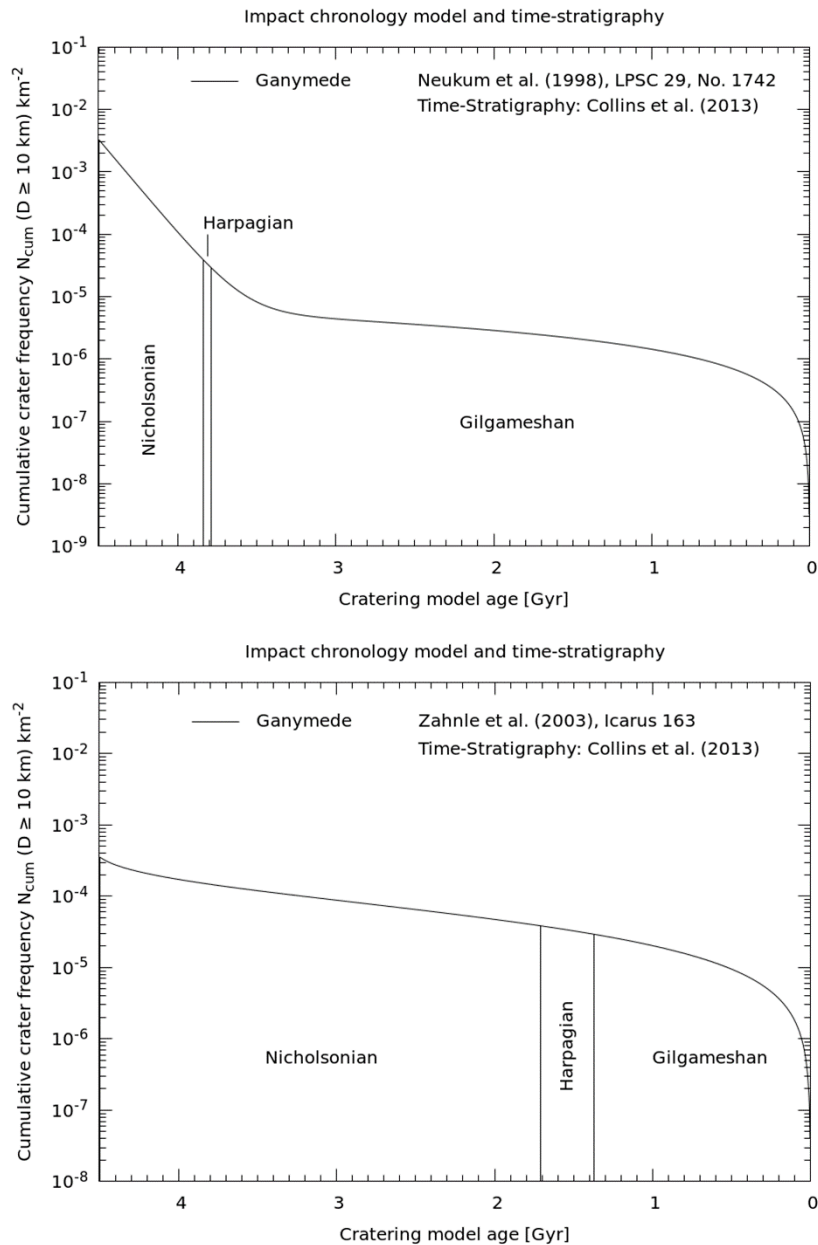 Impact chronology model and time-stratigraphy
Cumulative crater frequency N_cum (D ≥ 10 km) km^-2
10^-1
10^-2
10^-3
10^-4
10^-5
10^-6
10^-7
10^-8
10^-9
Ganymede
Neukum et al. (1998), LPSC 29, No. 1742
Time-Stratigraphy: Collins et al. (2013)
Harpagian
Nicholsonian
Gilgameshan
4 3 2 1 0
Cratering model age [Gyr]
Impact chronology model and time-stratigraphy
Cumulative crater frequency N_cum (D ≥ 10 km) km^-2
10^-1
10^-2
10^-3
10^-4
10^-5
10^-6
10^-7
10^-8
Ganymede
Zahnle et al. (2003), Icarus 163
Time-Stratigraphy: Collins et al. (2013)
Nicholsonian
Harpagian
Gilgameshan
4 3 2 1 0
Cratering model age [Gyr]